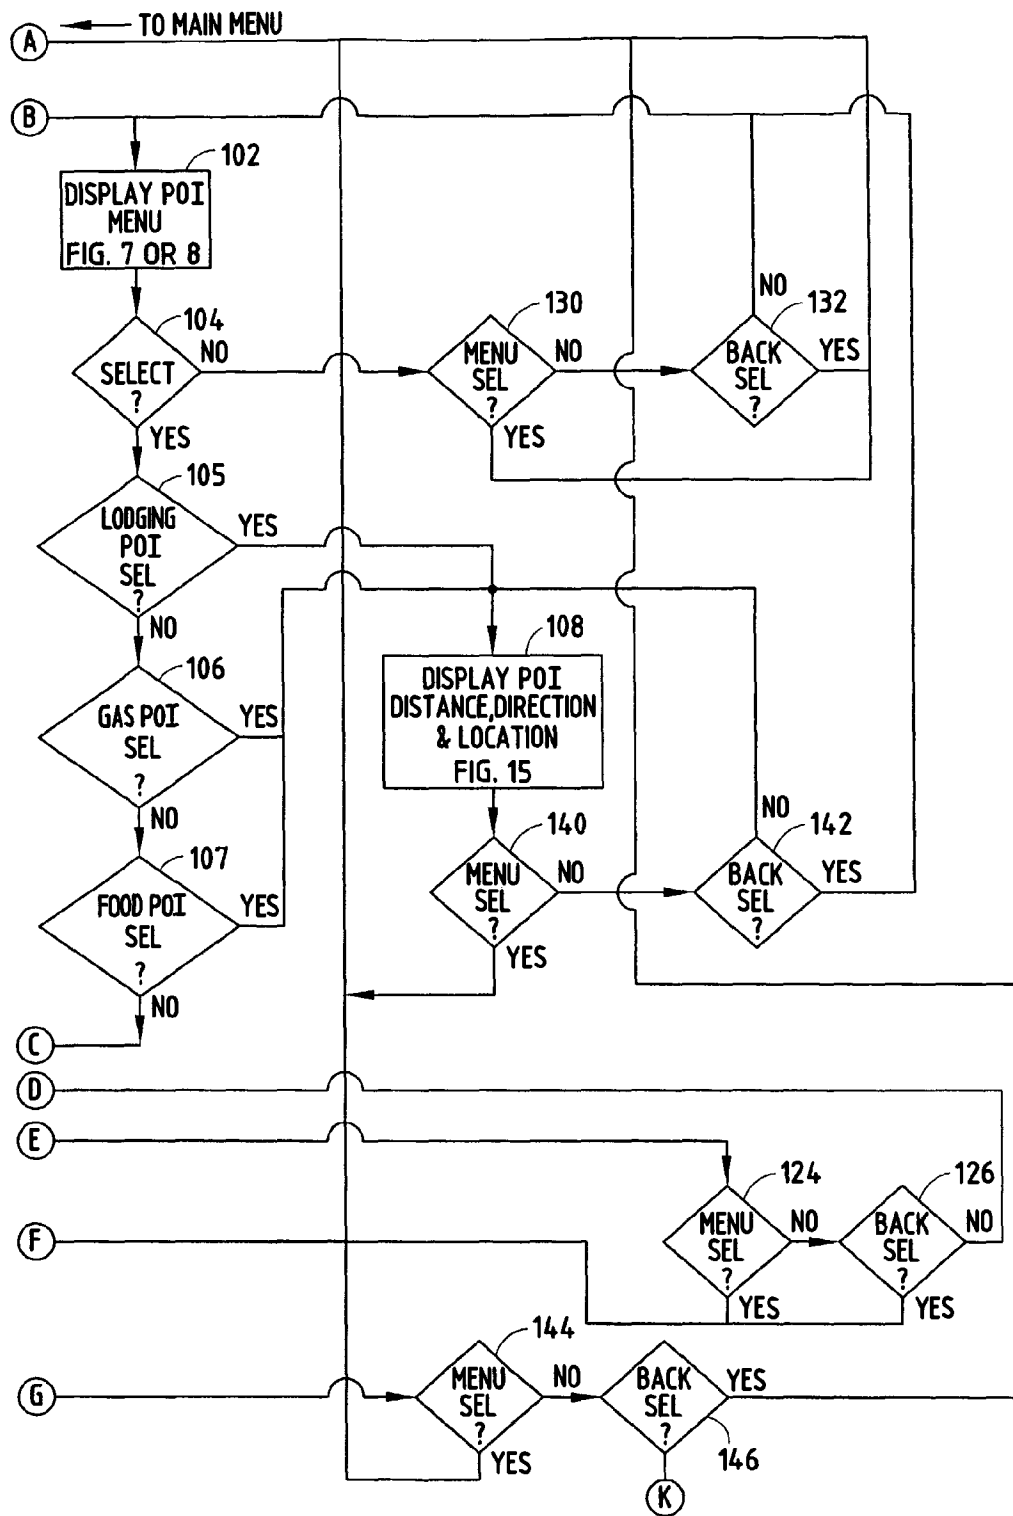 A
TO MAIN MENU
B
102
DISPLAY POI
MENU
FIG. 7 OR 8
104
SELECT
?
NO
YES
130
MENU
SEL
?
NO
YES
132
BACK
SEL
?
NO
YES
105
LODGING
POI
SEL
?
YES
NO
106
GAS POI
SEL
?
YES
NO
107
FOOD POI
SEL
?
YES
NO
108
DISPLAY POI
DISTANCE,DIRECTION
& LOCATION
FIG. 15
140
MENU
SEL
?
NO
YES
142
BACK
SEL
?
NO
YES
C
D
E
124
MENU
SEL
?
NO
YES
126
BACK
SEL
?
NO
YES
F
144
MENU
SEL
?
NO
YES
BACK
SEL
?
YES
146
G
K